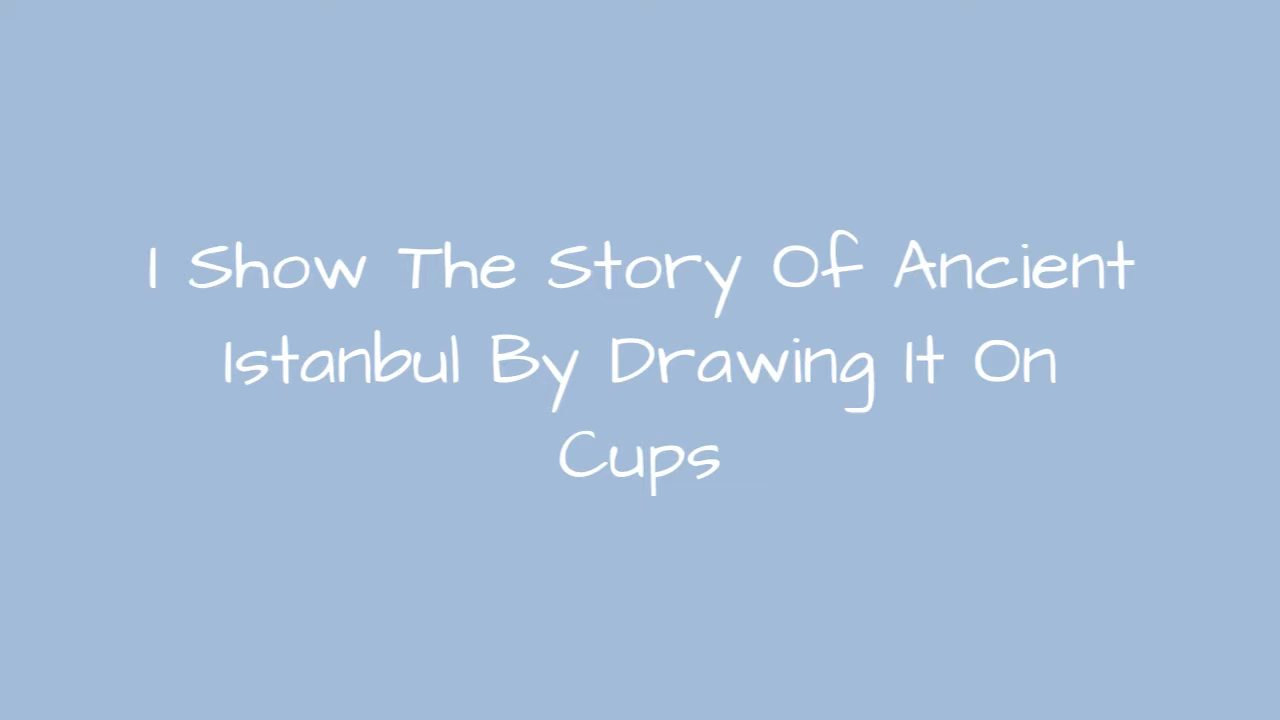 I Show The Story Of Ancient
Istanbul By Drawing It On
Cups